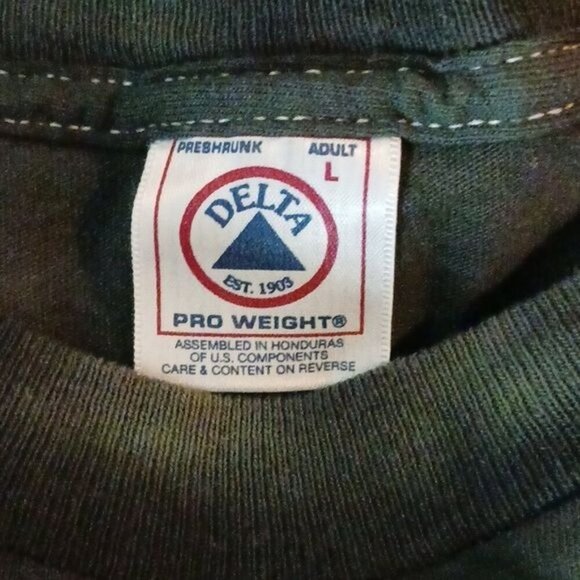 PRESHRUNK ADULT
L
DELTA
EST. 1903
PRO WEIGHT®
ASSEMBLED IN HONDURAS
OF U.S. COMPONENTS
CARE & CONTENT ON REVERSE